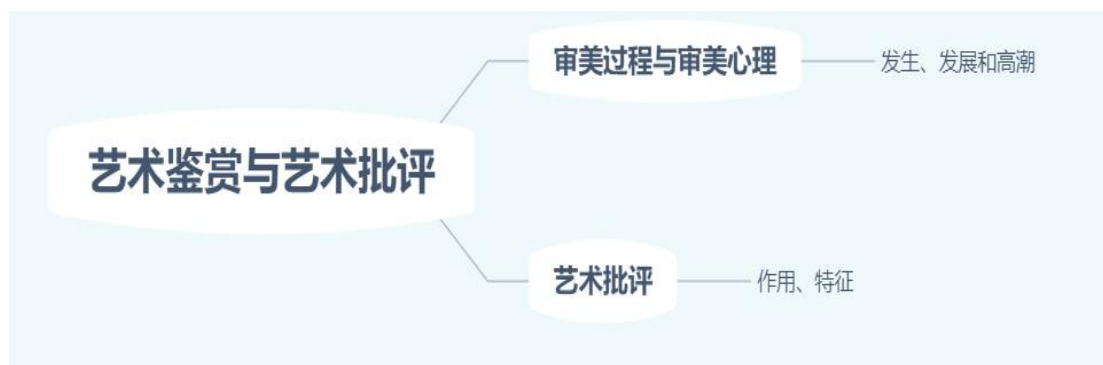 审美过程与审美心理
发生、发展和高潮
艺术鉴赏与艺术批评
艺术批评
作用、特征